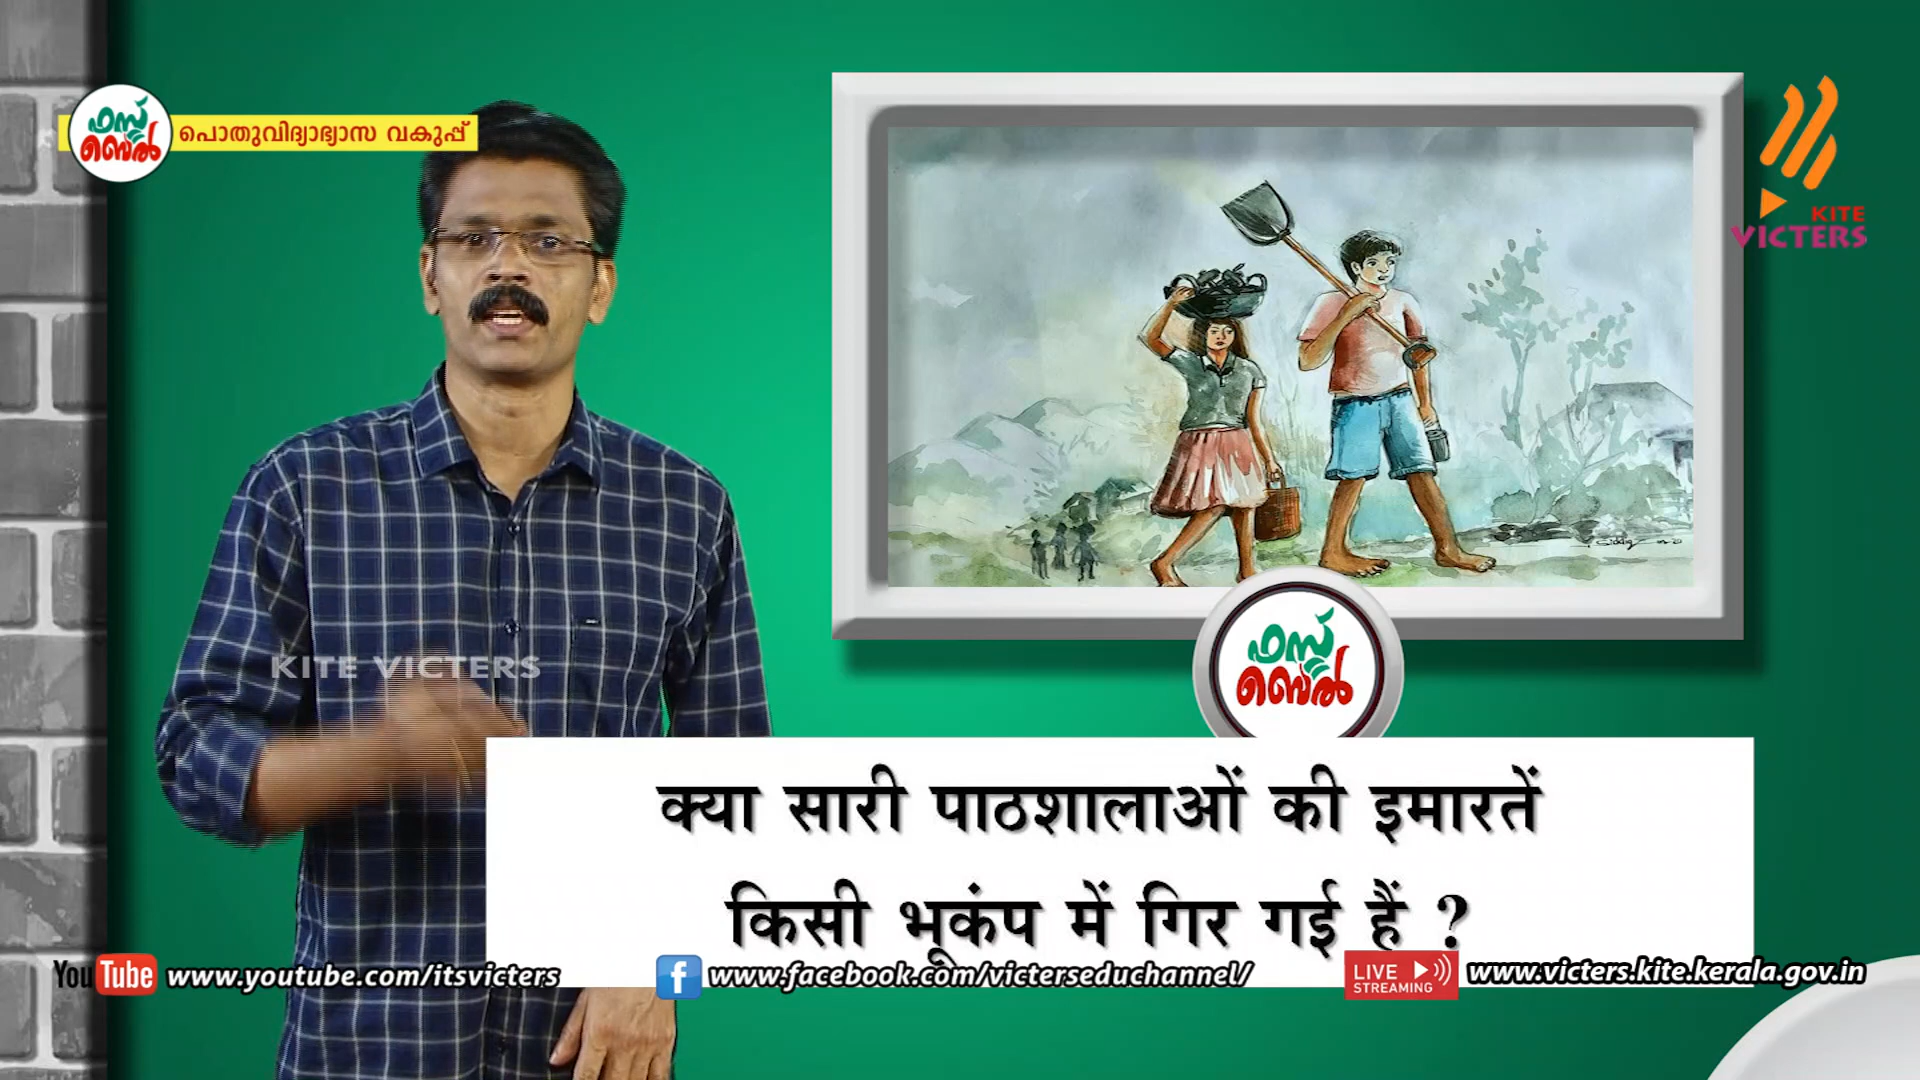 ഫസ്റ്റ്
ബെൽ
പൊതുവിദ്യാഭ്യാസ വകുപ്പ്
KITE
VICTERS
ഫസ്റ്റ്
ബെൽ
KITE VICTERS
क्या सारी पाठशालाओं की इमारतें
किसी भूकंप में गिर गई हैं ?
YouTube www.youtube.com/itsvicters
f www.facebook.com/victerseduchannel/
LIVE
STREAMING
www.victers.kite.kerala.gov.in